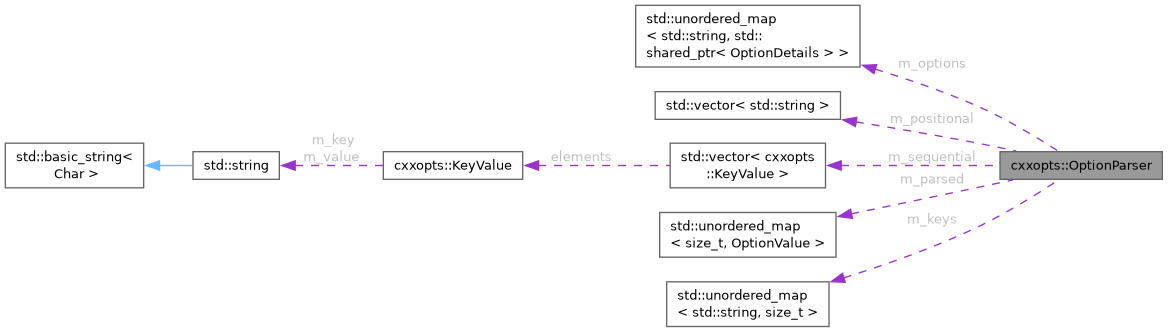 std::unordered_map
< std::string, std::
shared_ptr< OptionDetails > >
m_options
std::vector< std::string >
m_positional
std::basic_string<
Char >
std::string
m_key
m_value
cxxopts::KeyValue
elements
std::vector< cxxopts
::KeyValue >
m_sequential
cxxopts::OptionParser
m_parsed
std::unordered_map
< size_t, OptionValue >
m_keys
std::unordered_map
< std::string, size_t >